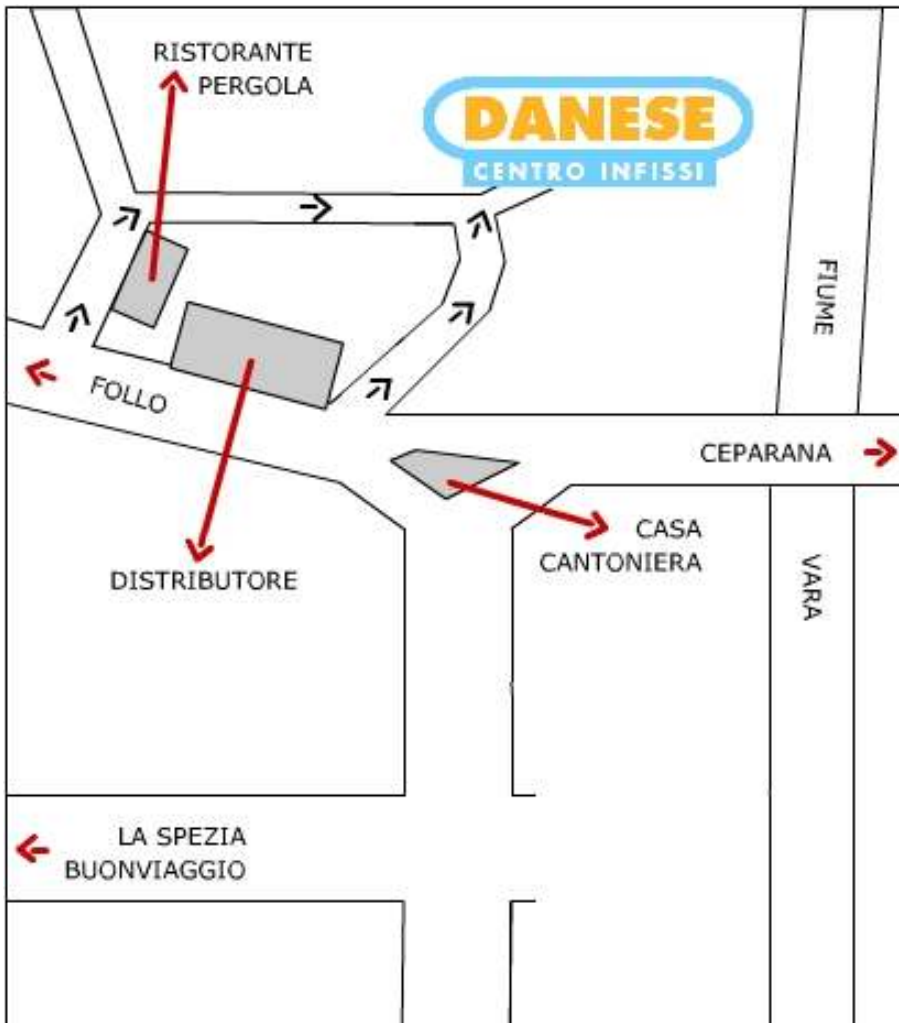 RISTORANTE
PERGOLA
DANESE
CENTRO INFISSI
FIUME
FOLLO
CEPARANA
CASA
CANTONIERA
DISTRIBUTORE
VARA
LA SPEZIA
BUONVIAGGIO